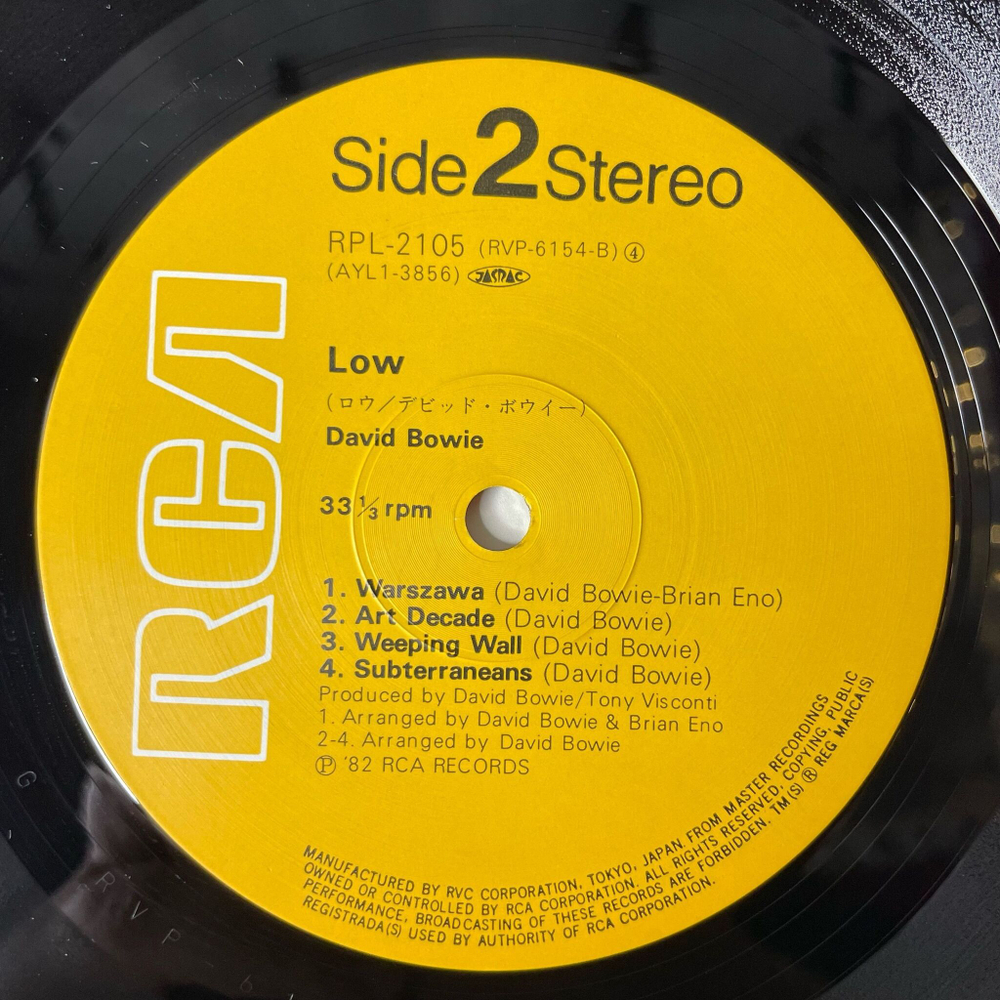 Side 2 Stereo
RPL-2105 (RVP-6154-B) ④
(AYL1-3856) JASRAC
RCA
Low
(ロウ/デビッド・ボウイー)
David Bowie
33 1/3 rpm
1. Warszawa (David Bowie-Brian Eno)
2. Art Decade (David Bowie)
3. Weeping Wall (David Bowie)
4. Subterraneans (David Bowie)
Produced by David Bowie/Tony Visconti
1. Arranged by David Bowie & Brian Eno
2-4. Arranged by David Bowie
Ⓟ '82 RCA RECORDS
MANUFACTURED BY RVC CORPORATION, TOKYO, JAPAN FROM MASTER RECORDINGS
OWNED OR CONTROLLED BY RCA CORPORATION. ALL RIGHTS RESERVED. COPYING, PUBLIC
PERFORMANCE, BROADCASTING OF THESE RECORDS ARE FORBIDDEN. TM(S) ® REG MARCA(S)
REGISTRADA(S) USED BY AUTHORITY OF RCA CORPORATION.
G
R V P 6